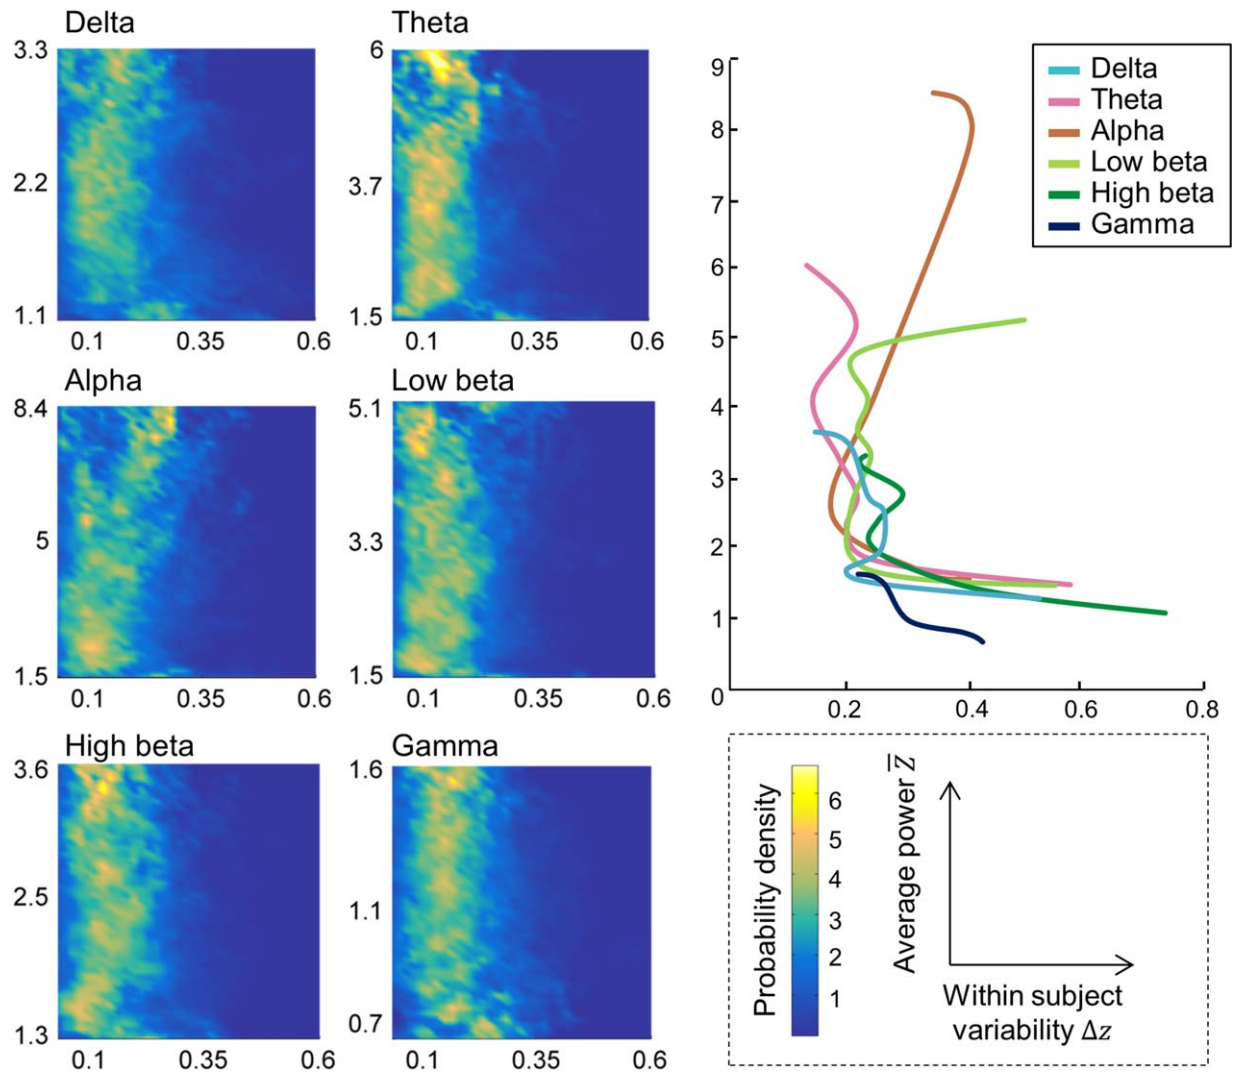 Delta
3.3
2.2
1.1
0.1 0.35 0.6
Theta
6
3.7
1.5
0.1 0.35 0.6
Alpha
8.4
5
1.5
0.1 0.35 0.6
Low beta
5.1
3.3
1.5
0.1 0.35 0.6
High beta
3.6
2.5
1.3
0.1 0.35 0.6
Gamma
1.6
1.1
0.7
0.1 0.35 0.6
9
8
7
6
5
4
3
2
1
0
0.2 0.4 0.6 0.8
Delta
Theta
Alpha
Low beta
High beta
Gamma
Probability density
6
5
4
3
2
1
Average power Z̅
Within subject
variability Δz